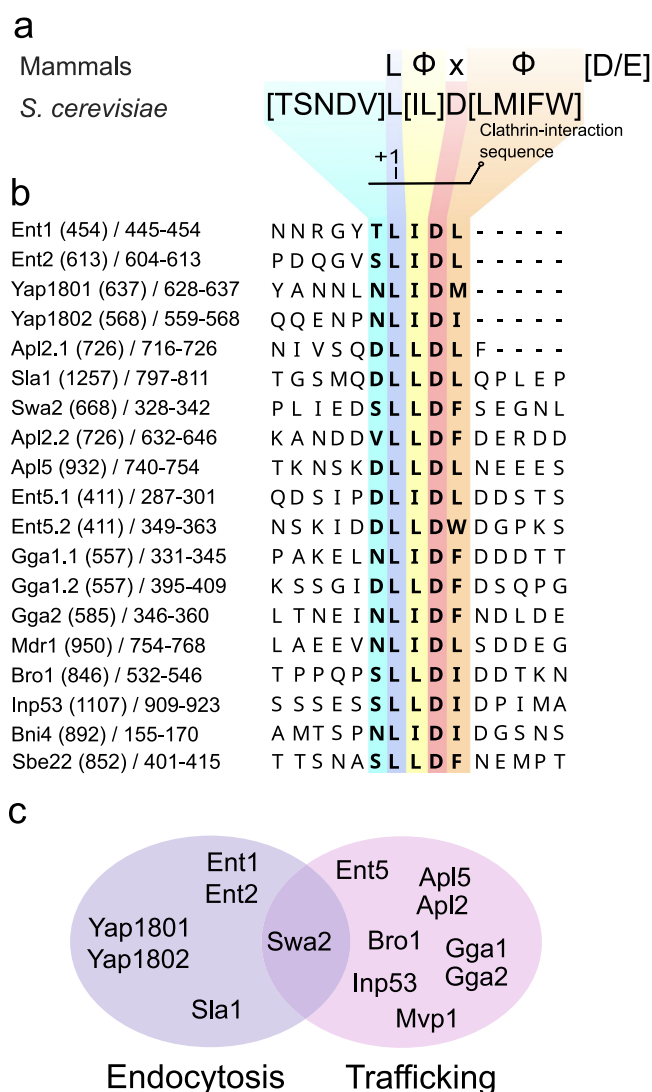 a
Mammals L Φ x Φ [D/E]
S. cerevisiae [TSNDV]L[IL]D[LMIFW]
Clathrin-interaction
sequence
+1
b
Ent1 (454) / 445-454 N N R G Y T L I D L - - - - -
Ent2 (613) / 604-613 P D Q G V S L I D L - - - - -
Yap1801 (637) / 628-637 Y A N N L N L I D M - - - - -
Yap1802 (568) / 559-568 Q Q E N P N L I D I - - - - -
Apl2.1 (726) / 716-726 N I V S Q D L L D L F - - - -
Sla1 (1257) / 797-811 T G S M Q D L L D L Q P L E P
Swa2 (668) / 328-342 P L I E D S L L D F S E G N L
Apl2.2 (726) / 632-646 K A N D D V L L D F D E R D D
Apl5 (932) / 740-754 T K N S K D L L D L N E E E S
Ent5.1 (411) / 287-301 Q D S I P D L I D L D D S T S
Ent5.2 (411) / 349-363 N S K I D D L L D W D G P K S
Gga1.1 (557) / 331-345 P A K E L N L I D F D D D T T
Gga1.2 (557) / 395-409 K S S G I D L L D F D S Q P G
Gga2 (585) / 346-360 L T N E I N L I D F N D L D E
Mdr1 (950) / 754-768 L A E E V N L I D L S D D E G
Bro1 (846) / 532-546 T P P Q P S L L D I D D T K N
Inp53 (1107) / 909-923 S S S E S S L L D I D P I M A
Bni4 (892) / 155-170 A M T S P N L I D I D G S N S
Sbe22 (852) / 401-415 T T S N A S L L D F N E M P T
c
Ent1
Ent2
Yap1801
Yap1802
Sla1
Swa2
Ent5
Apl5
Apl2
Bro1
Gga1
Gga2
Inp53
Mvp1
Endocytosis Trafficking